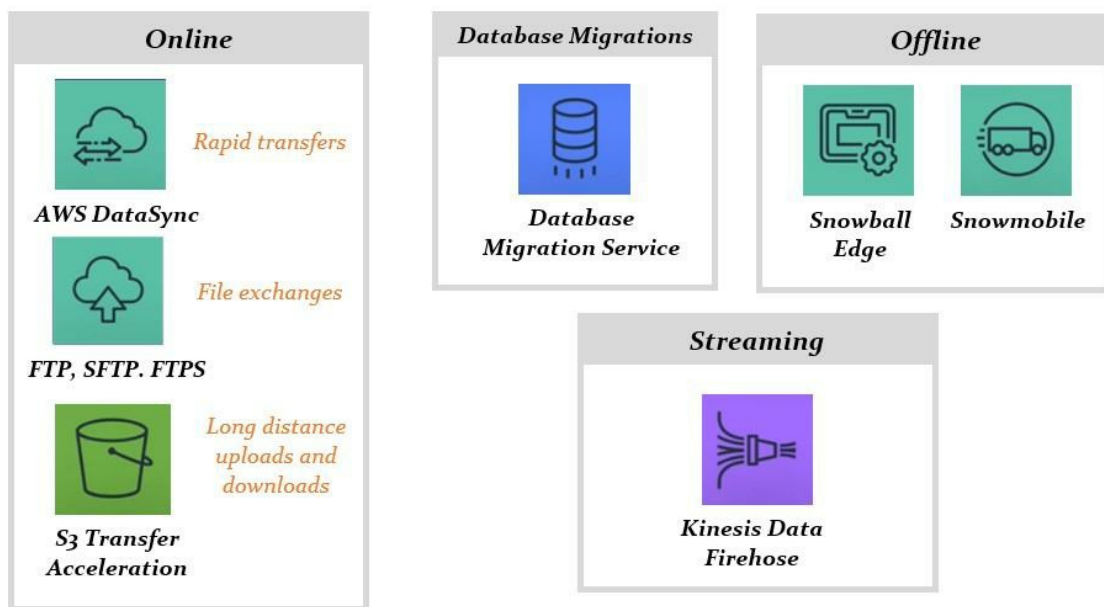 Online
Rapid transfers
AWS DataSync
File exchanges
FTP, SFTP. FTPS
Long distance
uploads and
downloads
S3 Transfer
Acceleration
Database Migrations
Database
Migration Service
Offline
Snowball
Edge
Snowmobile
Streaming
Kinesis Data
Firehose